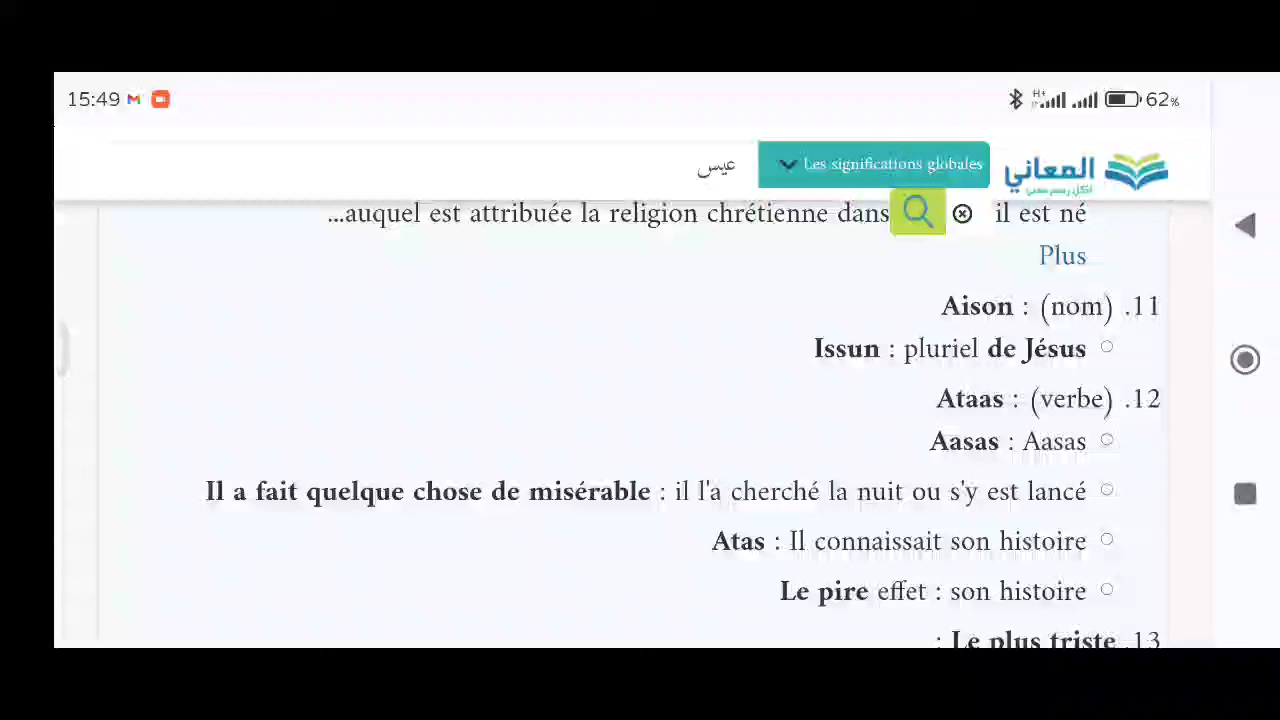 15:49 62%
عيس Les significations globales المعاني
لكل رسم معنى
...auquel est attribuée la religion chrétienne dans il est né
Plus
Aison : (nom) .11
Issun : pluriel de Jésus
Ataas : (verbe) .12
Aasas : Aasas
Il a fait quelque chose de misérable : il l'a cherché la nuit ou s'y est lancé
Atas : Il connaissait son histoire
Le pire effet : son histoire
: Le plus triste .13